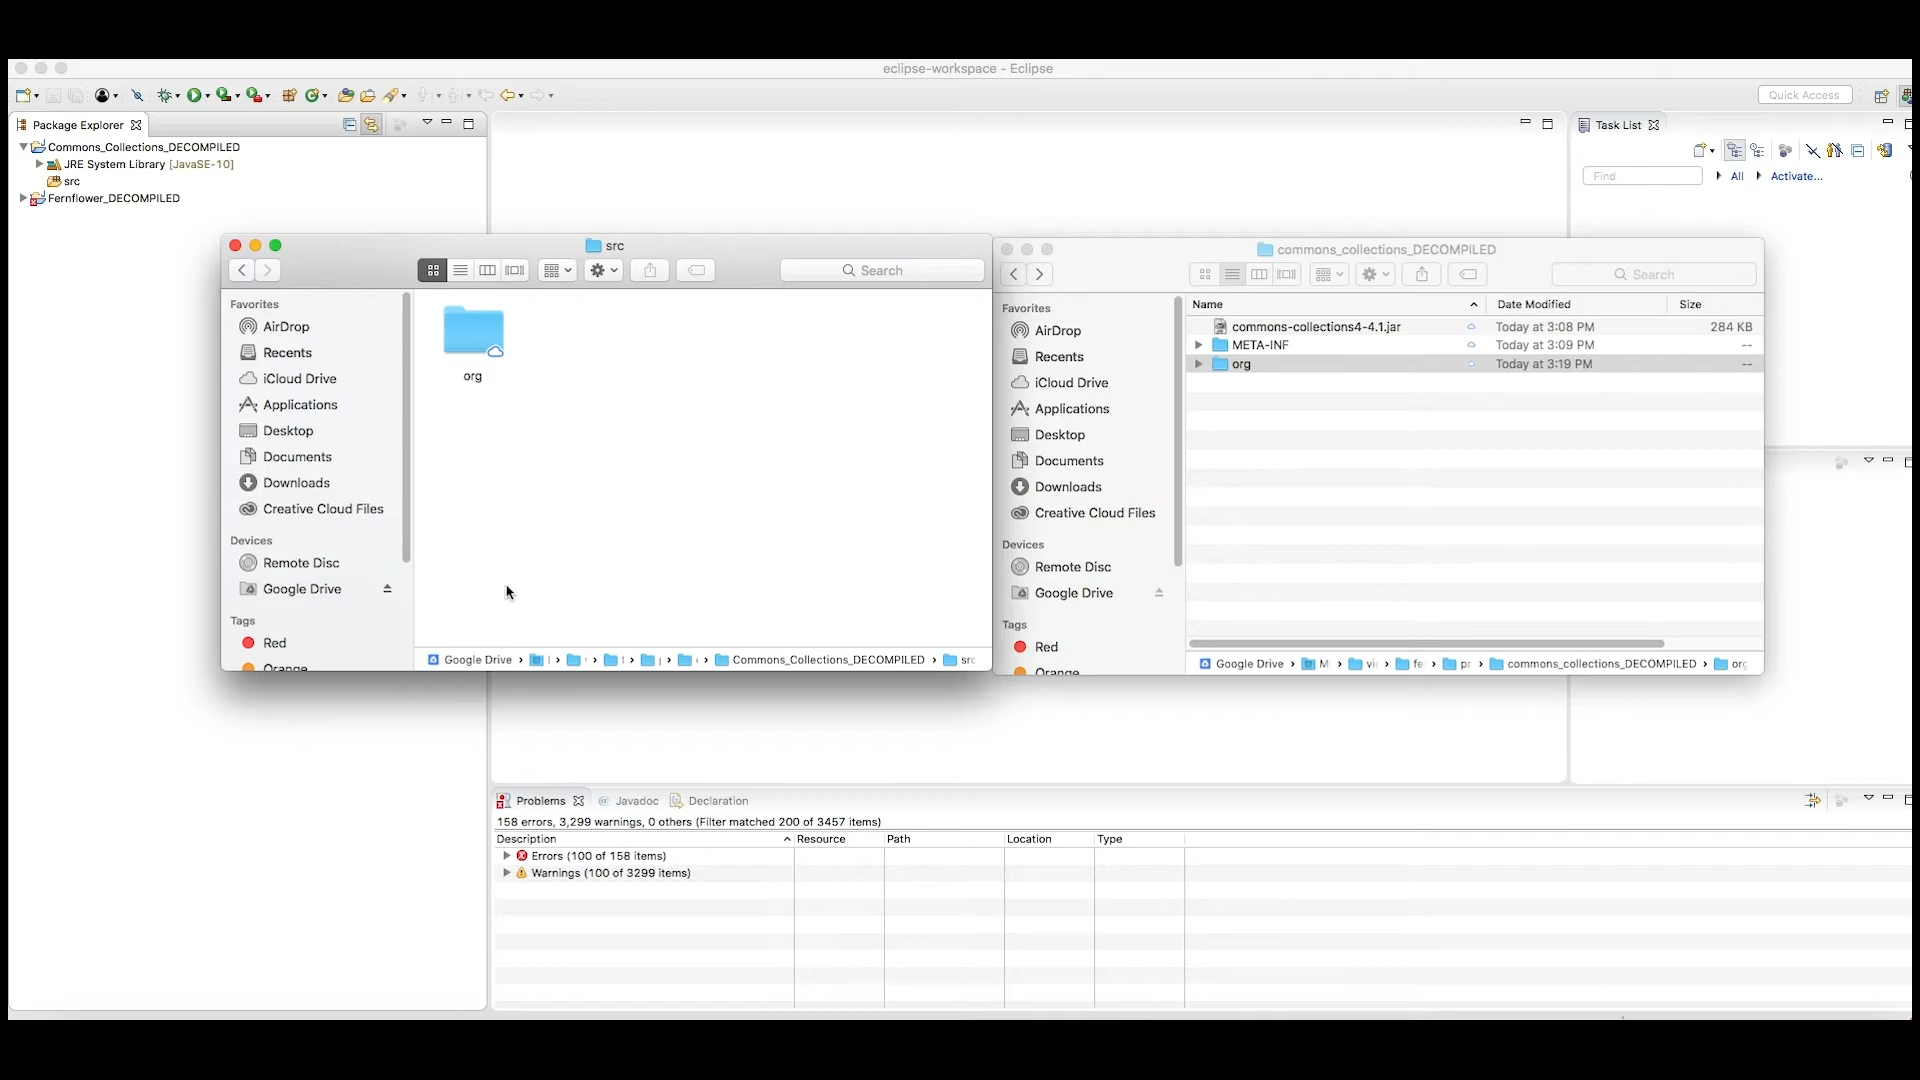 eclipse-workspace - Eclipse
Quick Access
Package Explorer
Task List
Commons_Collections_DECOMPILED
JRE System Library [JavaSE-10]
src
Fernflower_DECOMPILED
Find
All
Activate...
src
Search
Favorites
AirDrop
Recents
iCloud Drive
Applications
Desktop
Documents
Downloads
Creative Cloud Files
Devices
Remote Disc
Google Drive
Tags
Red
Orange
org
Google Drive
Commons_Collections_DECOMPILED
src
commons_collections_DECOMPILED
Search
Favorites
AirDrop
Recents
iCloud Drive
Applications
Desktop
Documents
Downloads
Creative Cloud Files
Devices
Remote Disc
Google Drive
Tags
Red
Orange
Name Date Modified Size
commons-collections4-4.1.jar Today at 3:08 PM 284 KB
META-INF Today at 3:09 PM --
org Today at 3:19 PM --
Google Drive M vi fe pr commons_collections_DECOMPILED org
Problems Javadoc Declaration
158 errors, 3,299 warnings, 0 others (Filter matched 200 of 3457 items)
Description Resource Path Location Type
Errors (100 of 158 items)
Warnings (100 of 3299 items)